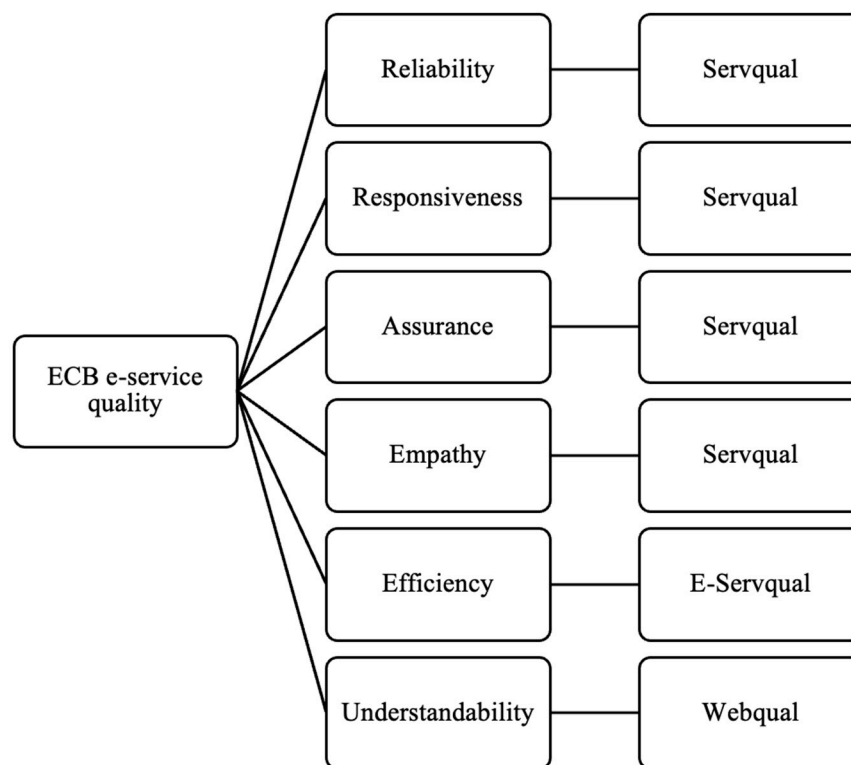 Reliability
Servqual
Responsiveness
Servqual
Assurance
Servqual
ECB e-service
quality
Empathy
Servqual
Efficiency
E-Servqual
Understandability
Webqual